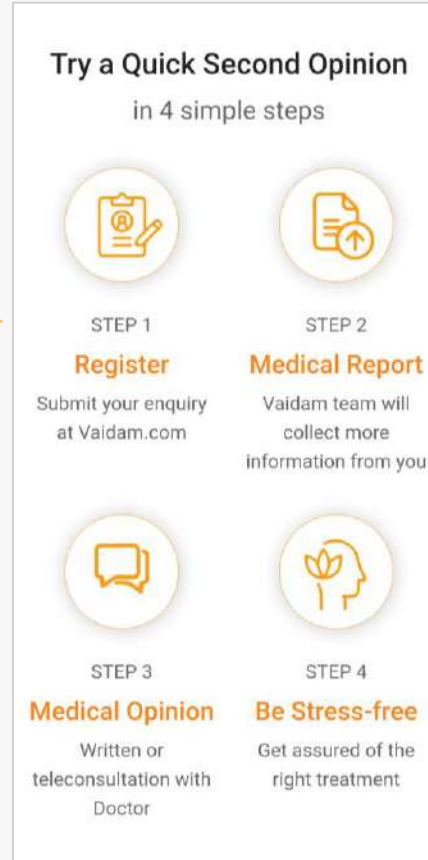 Try a Quick Second Opinion
in 4 simple steps
STEP 1
Register
Submit your enquiry
at Vaidam.com
STEP 2
Medical Report
Vaidam team will
collect more
information from you
STEP 3
Medical Opinion
Written or
teleconsultation with
Doctor
STEP 4
Be Stress-free
Get assured of the
right treatment